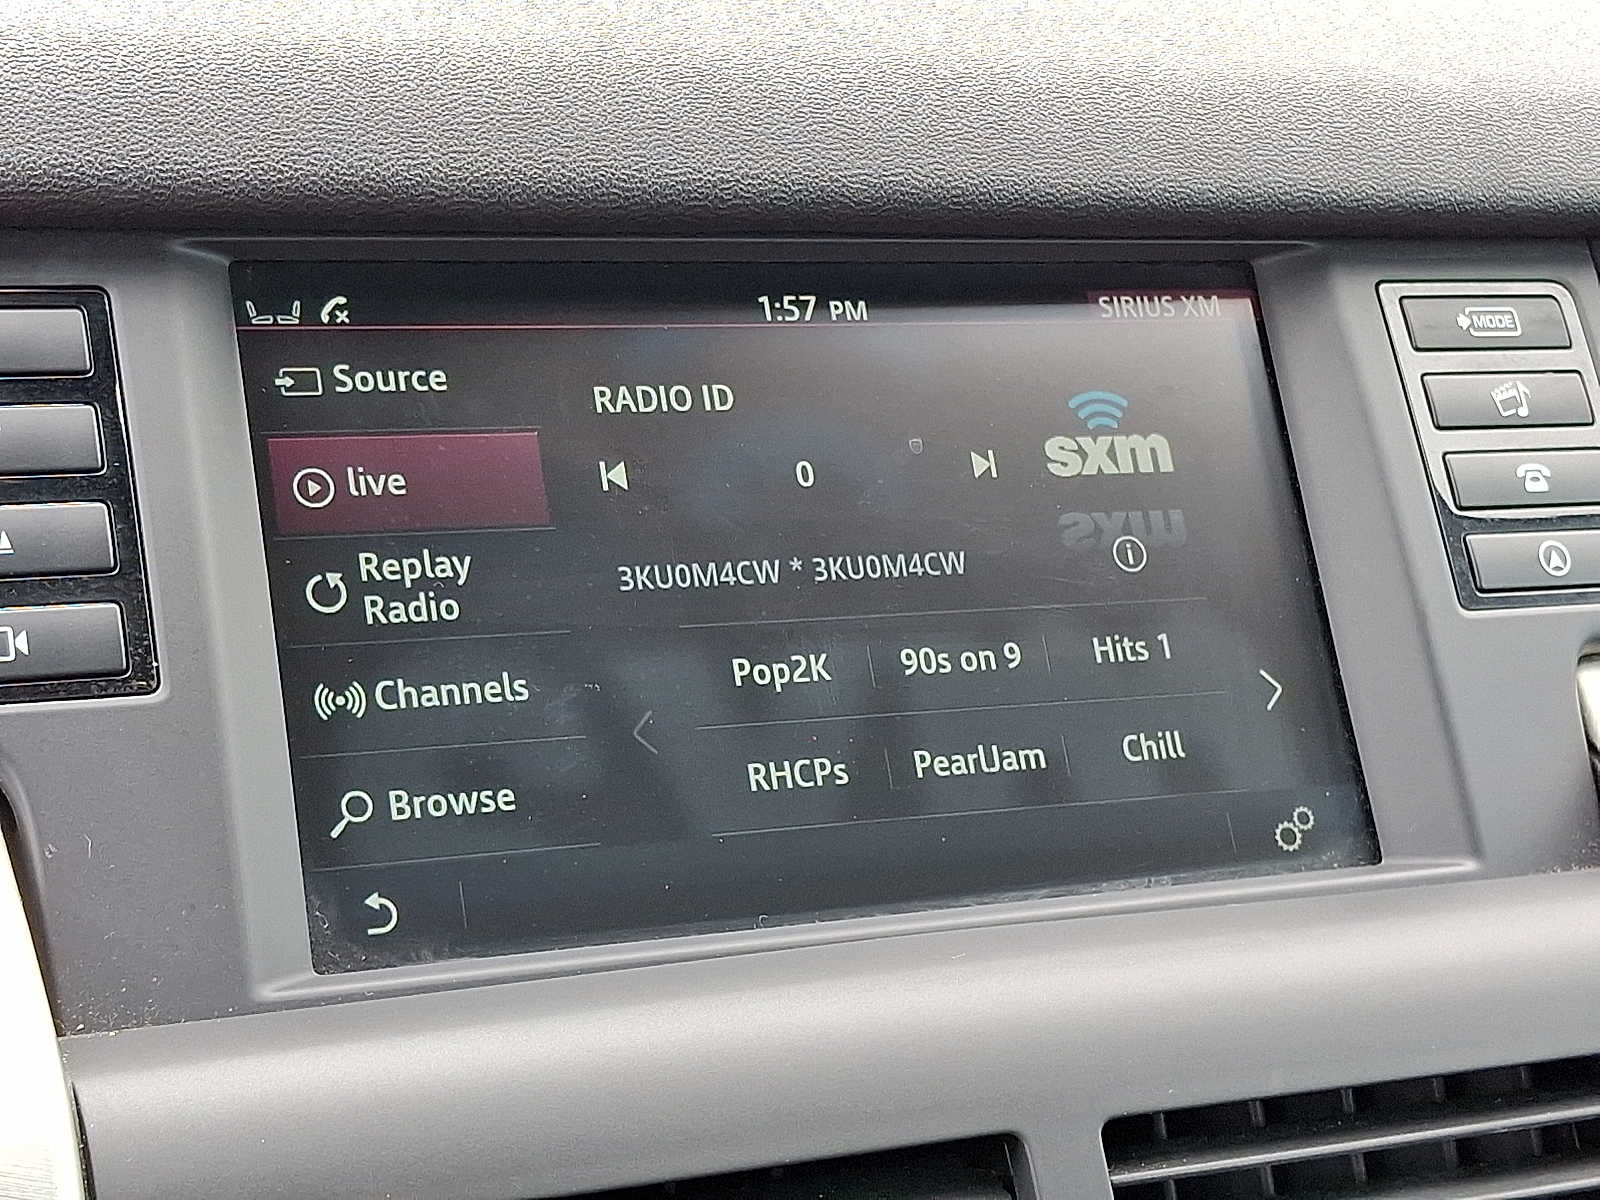 1:57 PM
SIRIUS XM
Source
RADIO ID
live
0
sxm
Replay
Radio
3KU0M4CW * 3KU0M4CW
Channels
Pop2K
90s on 9
Hits 1
Browse
RHCPs
PearlJam
Chill
MODE